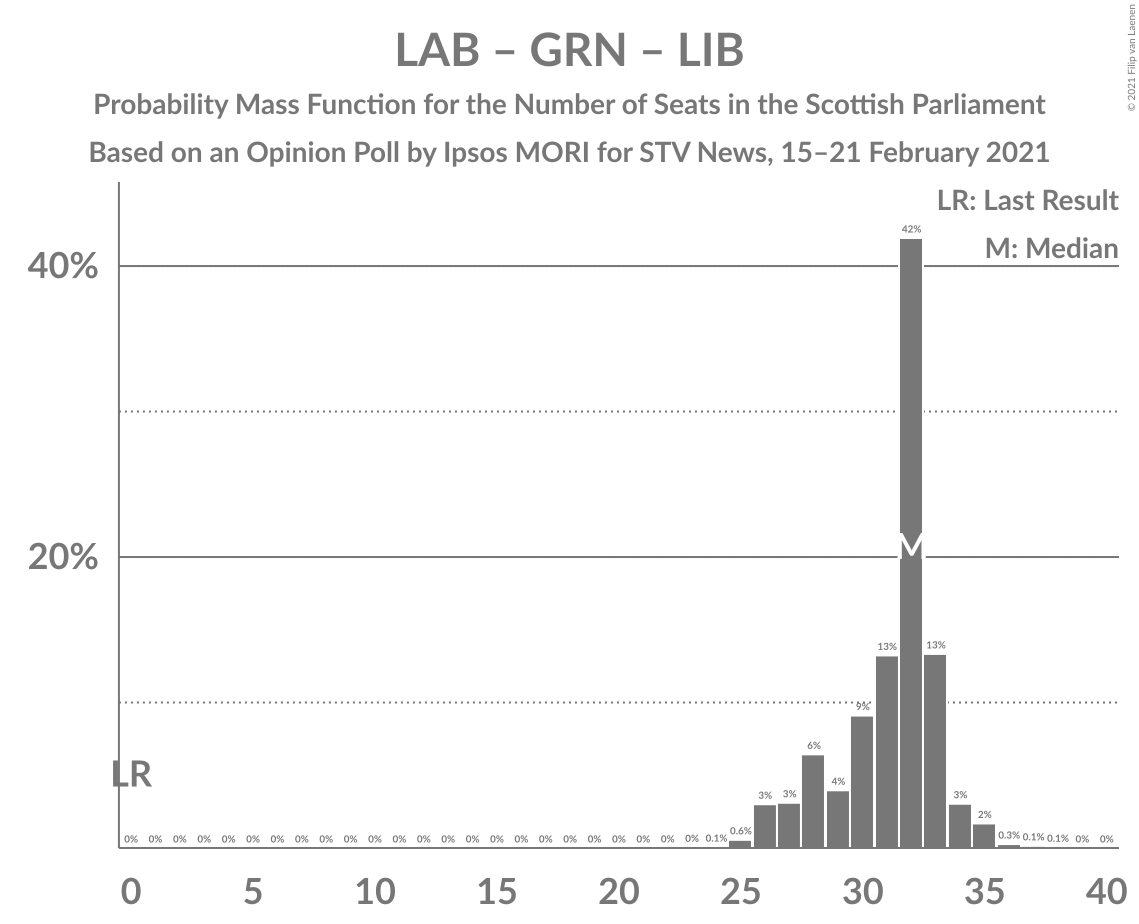 LAB – GRN – LIB
Probability Mass Function for the Number of Seats in the Scottish Parliament
Based on an Opinion Poll by Ipsos MORI for STV News, 15–21 February 2021
© 2021 Filip van Laenen
LR: Last Result
M: Median
40%
20%
42%
M
13% 13%
9%
6%
4%
3% 3% 3%
2%
LR
0% 0% 0% 0% 0% 0% 0% 0% 0% 0% 0% 0% 0% 0% 0% 0% 0% 0% 0% 0% 0% 0% 0% 0% 0.1% 0.6% 0.3% 0.1% 0.1% 0% 0%
0 5 10 15 20 25 30 35 40